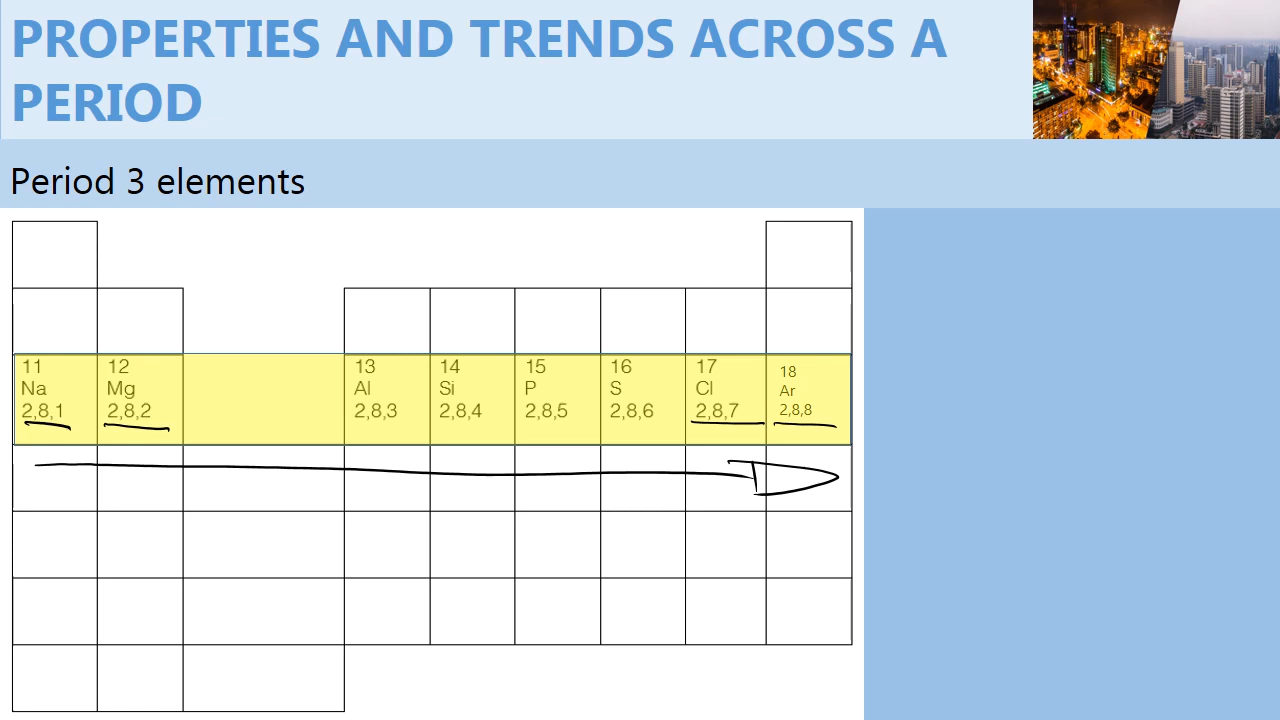 PROPERTIES AND TRENDS ACROSS A
PERIOD
Period 3 elements
11 12 13 14 15 16 17 18
Na Mg Al Si P S Cl Ar
2,8,1 2,8,2 2,8,3 2,8,4 2,8,5 2,8,6 2,8,7 2,8,8